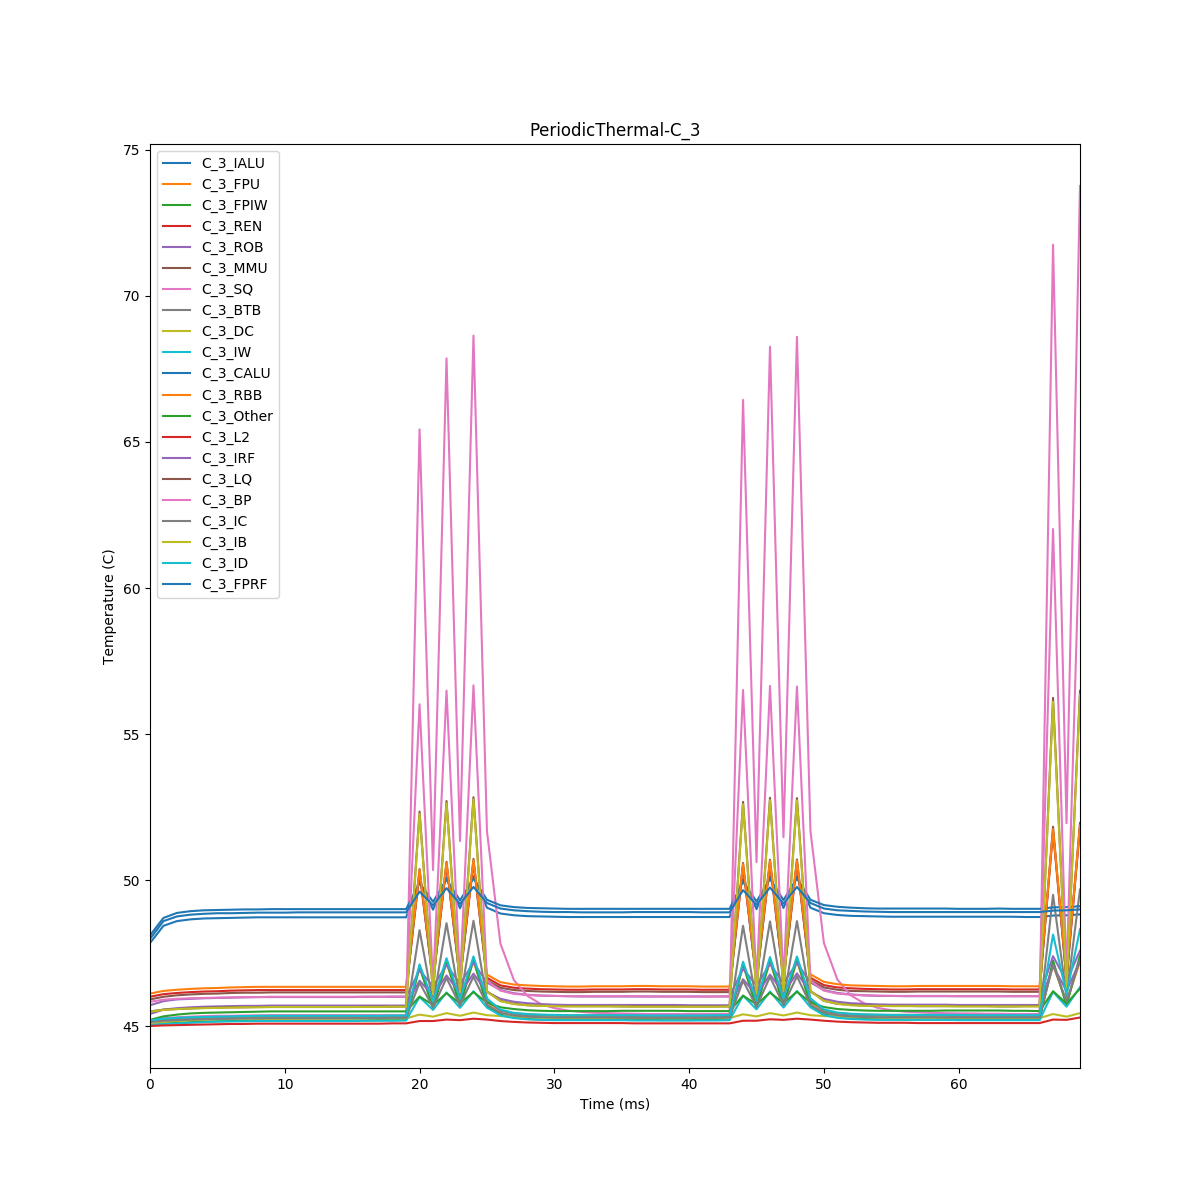 PeriodicThermal-C_3
75
70
65
60
55
50
45
Temperature (C)
C_3_IALU
C_3_FPU
C_3_FPIW
C_3_REN
C_3_ROB
C_3_MMU
C_3_SQ
C_3_BTB
C_3_DC
C_3_IW
C_3_CALU
C_3_RBB
C_3_Other
C_3_L2
C_3_IRF
C_3_LQ
C_3_BP
C_3_IC
C_3_IB
C_3_ID
C_3_FPRF
0 10 20 30 40 50 60
Time (ms)